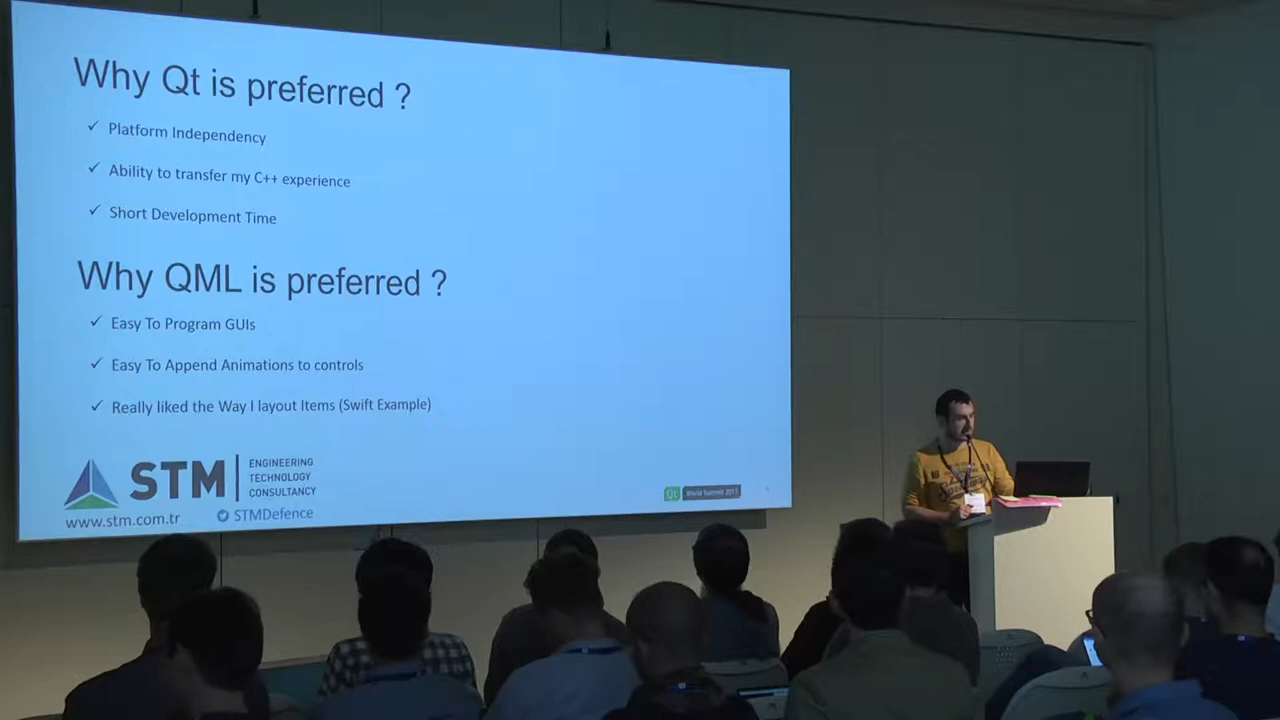 Why Qt is preferred ?
✓ Platform Independency
✓ Ability to transfer my C++ experience
✓ Short Development Time
Why QML is preferred ?
✓ Easy To Program GUIs
✓ Easy To Append Animations to controls
✓ Really liked the Way I layout Items (Swift Example)
STM
ENGINEERING
TECHNOLOGY
CONSULTANCY
www.stm.com.tr
STMDefence
Qt World Summit 2017